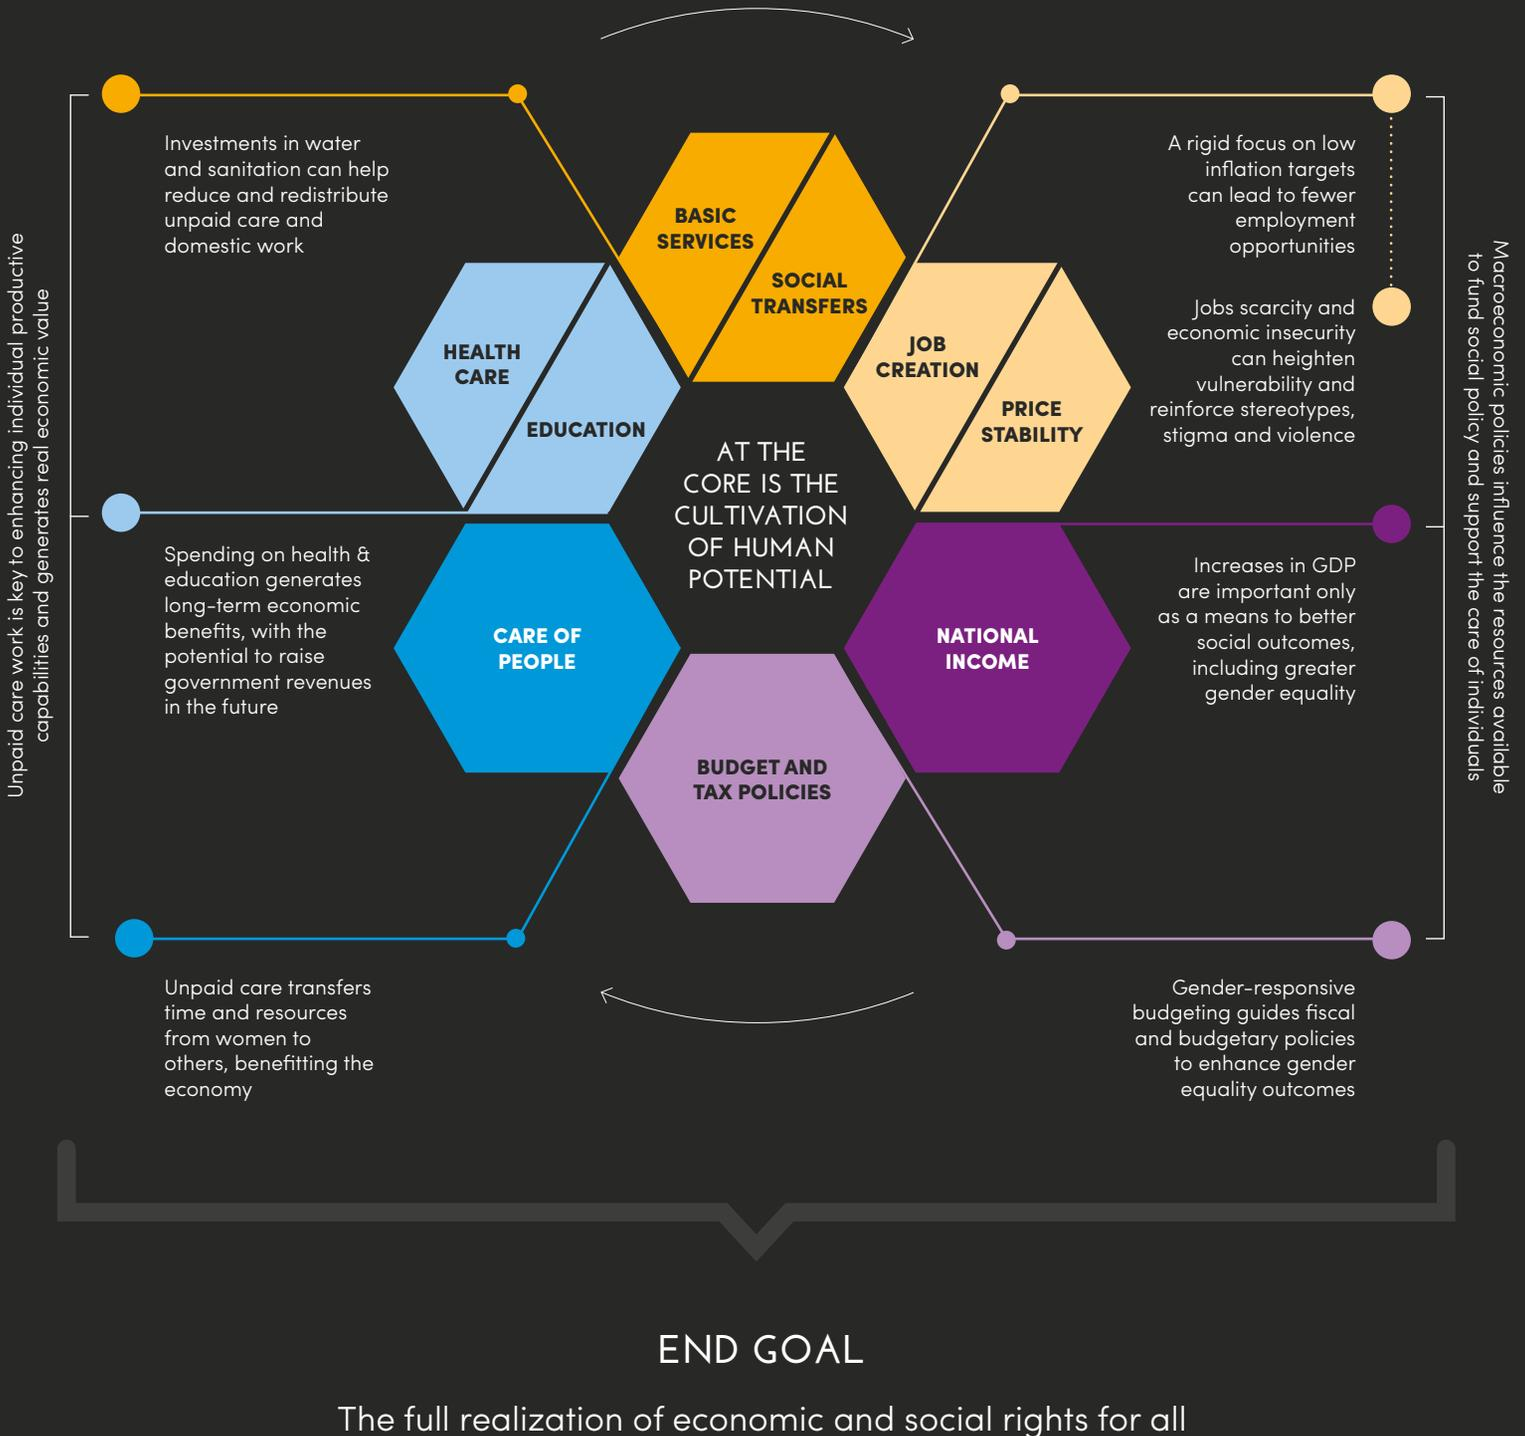 Investments in water
and sanitation can help
reduce and redistribute
unpaid care and
domestic work
A rigid focus on low
inflation targets
can lead to fewer
employment
opportunities
Jobs scarcity and
economic insecurity
can heighten
vulnerability and
reinforce stereotypes,
stigma and violence
BASIC
SERVICES
SOCIAL
TRANSFERS
HEALTH
CARE
EDUCATION
JOB
CREATION
PRICE
STABILITY
AT THE
CORE IS THE
CULTIVATION
OF HUMAN
POTENTIAL
Unpaid care work is key to enhancing individual productive
capabilities and generates real economic value
Macroeconomic policies influence the resources available
to fund social policy and support the care of individuals
Spending on health &
education generates
long-term economic
benefits, with the
potential to raise
government revenues
in the future
CARE OF
PEOPLE
NATIONAL
INCOME
Increases in GDP
are important only
as a means to better
social outcomes,
including greater
gender equality
BUDGET AND
TAX POLICIES
Unpaid care transfers
time and resources
from women to
others, benefitting the
economy
Gender-responsive
budgeting guides fiscal
and budgetary policies
to enhance gender
equality outcomes
END GOAL
The full realization of economic and social rights for all